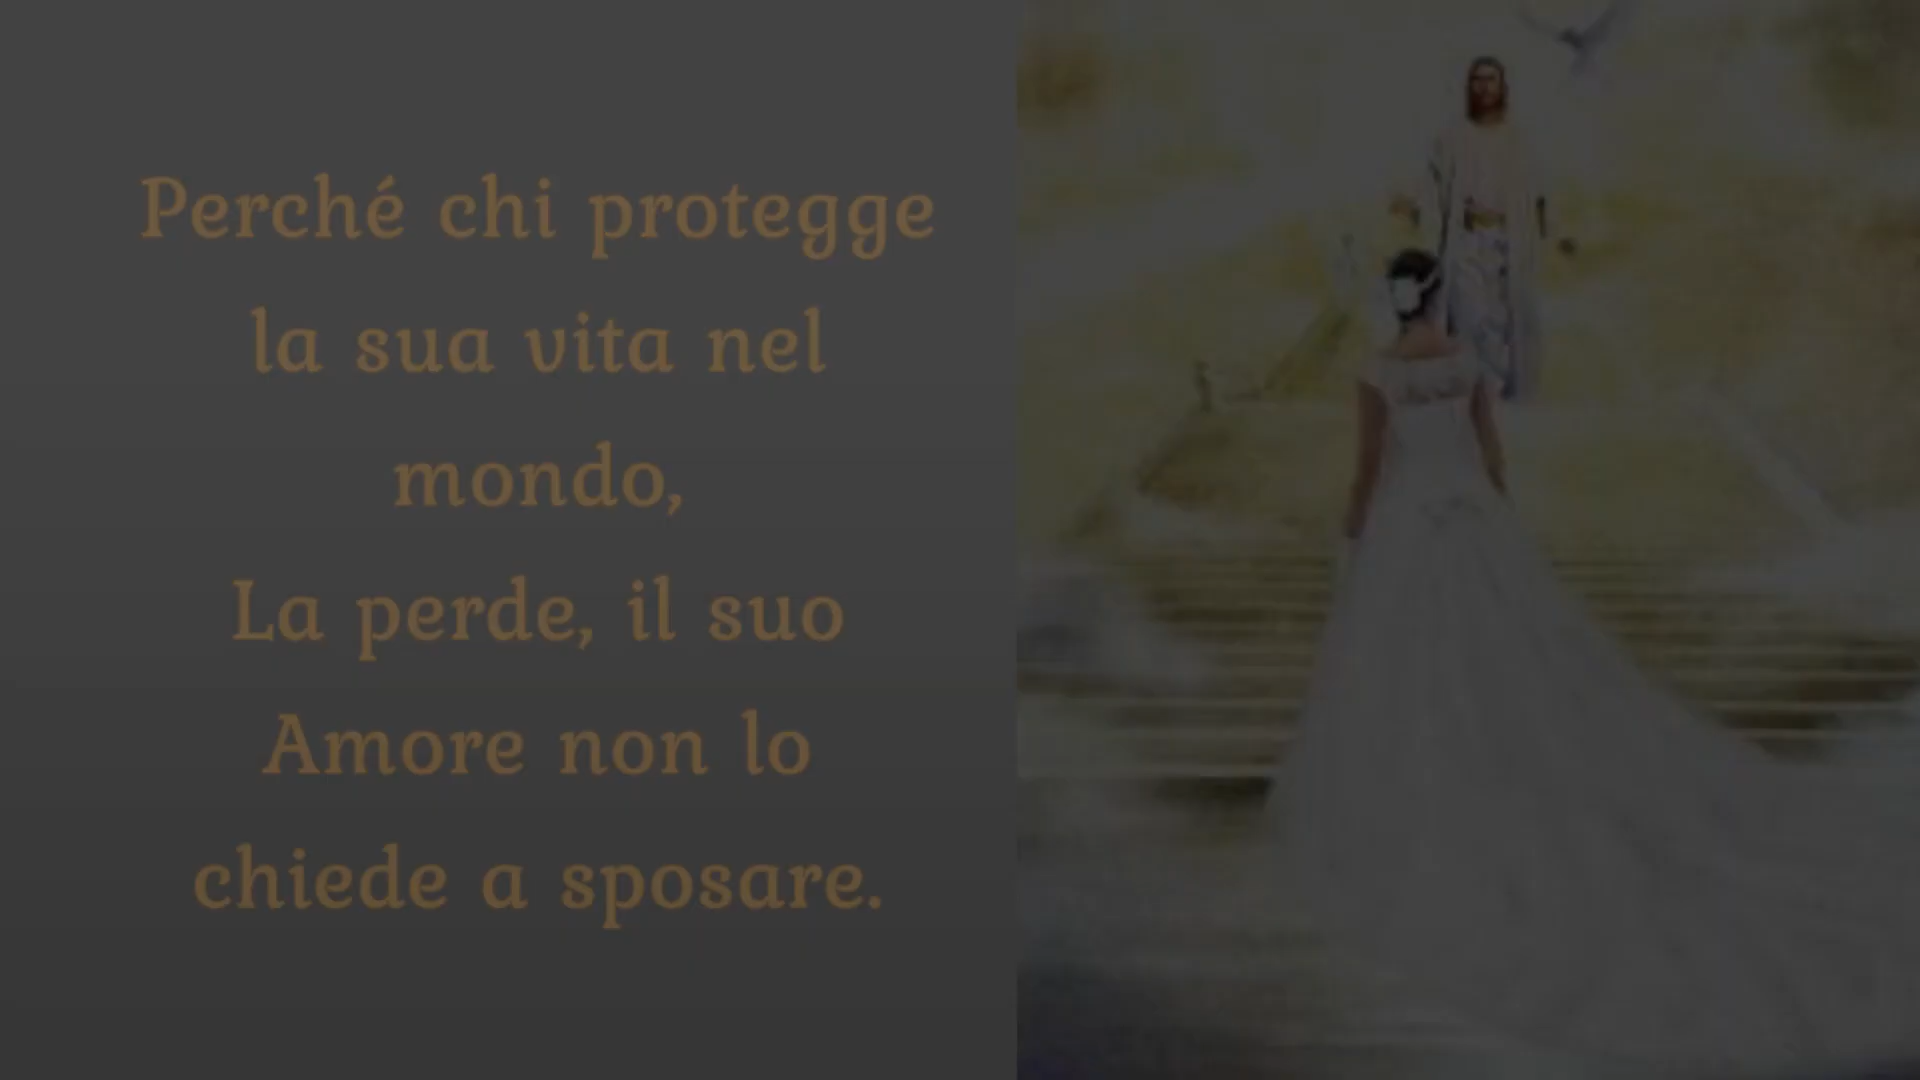 Perché chi protegge
la sua vita nel
mondo,
La perde, il suo
Amore non lo
chiede a sposare.